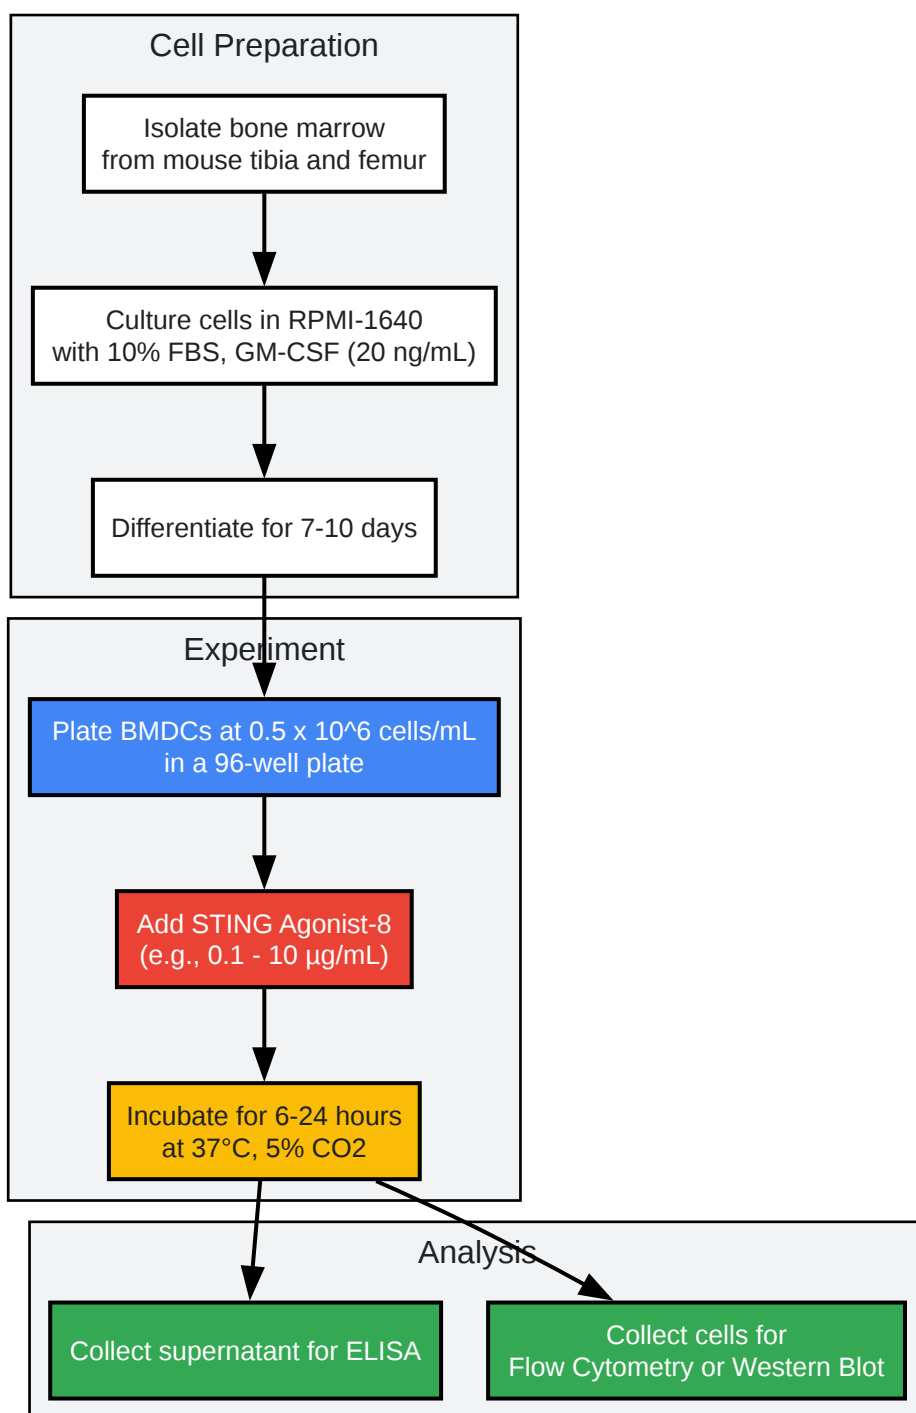 Cell Preparation
Isolate bone marrow
from mouse tibia and femur
Culture cells in RPMI-1640
with 10% FBS, GM-CSF (20 ng/mL)
Differentiate for 7-10 days
Experiment
Plate BMDCs at 0.5 x 10^6 cells/mL
in a 96-well plate
Add STING Agonist-8
(e.g., 0.1 - 10 µg/mL)
Incubate for 6-24 hours
at 37°C, 5% CO2
Analysis
Collect supernatant for ELISA
Collect cells for
Flow Cytometry or Western Blot